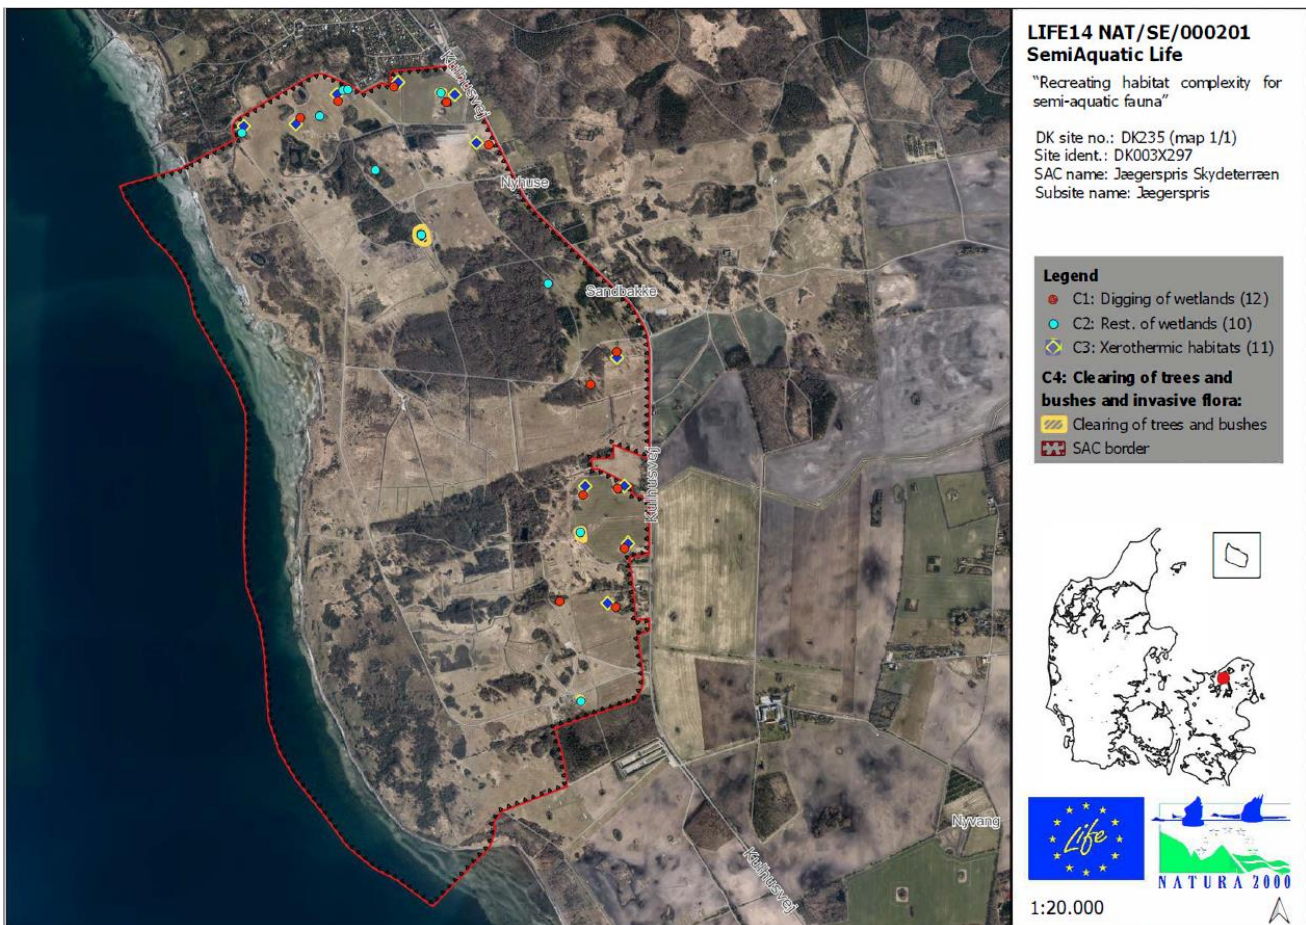 LIFE14 NAT/SE/000201
SemiAquatic Life
"Recreating habitat complexity for
semi-aquatic fauna"
DK site no.: DK235 (map 1/1)
Site ident.: DK003X297
SAC name: Jægerspris Skydeterræn
Subsite name: Jægerspris
Legend
C1: Digging of wetlands (12)
C2: Rest. of wetlands (10)
C3: Xerothermic habitats (11)
C4: Clearing of trees and
bushes and invasive flora:
Clearing of trees and bushes
SAC border
Kulhusvej
Nyhuse
Sandbakke
Kulhusvej
Nyvang
Kulhusvej
Life
NATURA 2000
1:20.000